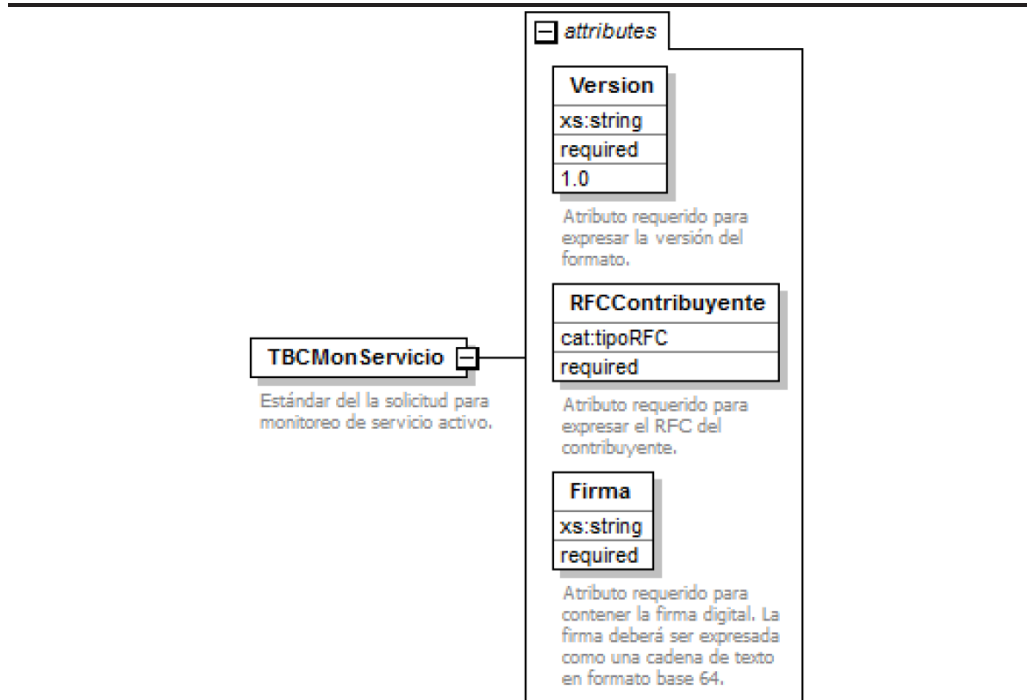 attributes
Version
xs:string
required
1.0
Atributo requerido para
expresar la versión del
formato.
RFCContribuyente
cat:tipoRFC
required
Atributo requerido para
expresar el RFC del
contribuyente.
TBCMonServicio
Estándar del la solicitud para
monitoreo de servicio activo.
Firma
xs:string
required
Atributo requerido para
contener la firma digital. La
firma deberá ser expresada
como una cadena de texto
en formato base 64.